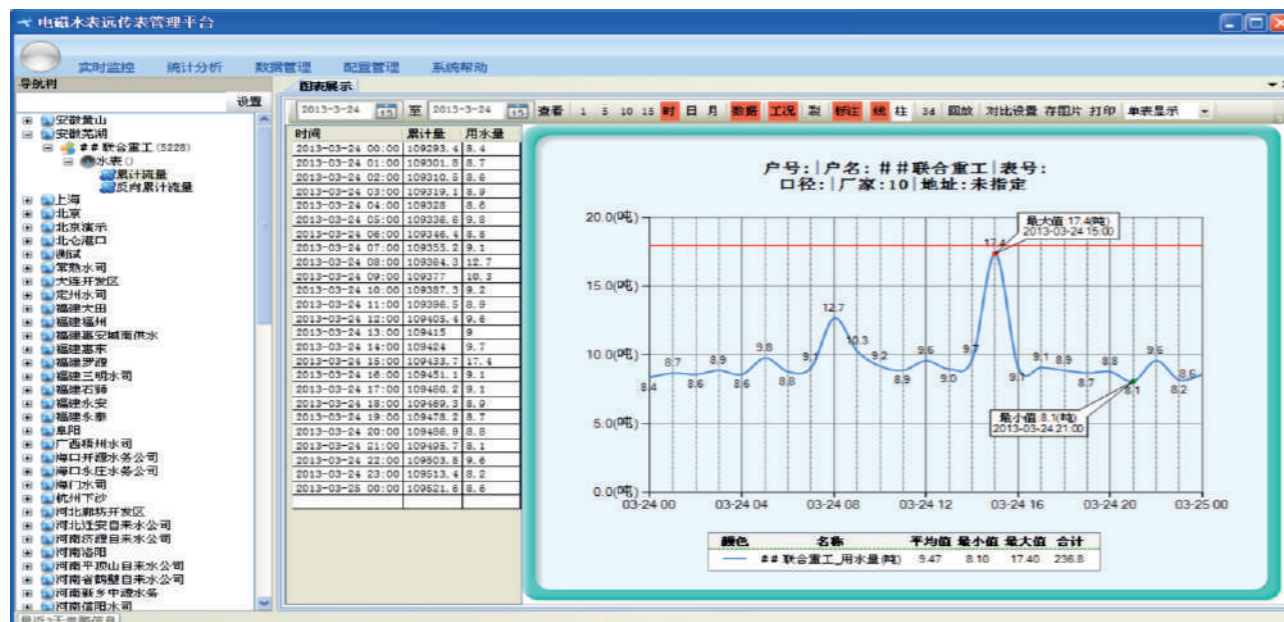 电磁水表远传表管理平台
实时监控 统计分析 数据管理 配置管理 系统帮助
导航树
设置
安徽黄山
安徽芜湖
##联合重工(5228)
水表()
累计流量
反向累计流量
上海
北京
北京演示
北仑港口
测试
常熟水司
大连开发区
定州水司
福建大田
福建福州
福建惠安城南供水
福建惠东
福建罗源
福建三明水司
福建石狮
福建永安
福建永泰
阜阳
广西梧州水司
海口开源水务公司
海口永庄水务公司
海门水司
杭州下沙
河北廊坊开发区
河北迁安自来水公司
河南济源自来水公司
河南洛阳
河南平顶山自来水公司
河南省鹤壁自来水公司
河南新乡中源水务
河南信阳水司
图表展示
2013-3-24 15 至 2013-3-24 15 查看 1 5 10 15 时 日 月 数据 工况 裂 标注 线 柱 3d 回放 对比设置 存图片 打印 单表显示
时间 累计量 用水量
2013-03-24 00:00 109293.4 8.4
2013-03-24 01:00 109301.8 8.7
2013-03-24 02:00 109310.5 8.6
2013-03-24 03:00 109319.1 8.9
2013-03-24 04:00 109328 8.6
2013-03-24 05:00 109336.6 9.8
2013-03-24 06:00 109346.4 8.8
2013-03-24 07:00 109355.2 9.1
2013-03-24 08:00 109364.3 12.7
2013-03-24 09:00 109377 10.3
2013-03-24 10:00 109387.3 9.2
2013-03-24 11:00 109396.5 8.9
2013-03-24 12:00 109405.4 9.6
2013-03-24 13:00 109415 9
2013-03-24 14:00 109424 9.7
2013-03-24 15:00 109433.7 17.4
2013-03-24 16:00 109451.1 9.1
2013-03-24 17:00 109460.2 9.1
2013-03-24 18:00 109469.3 8.9
2013-03-24 19:00 109478.2 8.7
2013-03-24 20:00 109486.9 8.8
2013-03-24 21:00 109495.7 8.1
2013-03-24 22:00 109503.8 9.6
2013-03-24 23:00 109513.4 8.2
2013-03-25 00:00 109521.6 8.6
户号:|户名:##联合重工|表号:
口径:|厂家:10|地址:未指定
20.0(吨)
15.0(吨)
10.0(吨)
5.0(吨)
0.0(吨)
最大值:17.4(吨)
2013-03-24 15:00
最小值:8.1(吨)
2013-03-24 21:00
8.4 8.7 8.6 8.9 8.6 9.8 8.8 9.1 12.7 10.3 9.2 8.9 9.6 9.0 9.7 17.4 9.1 9.1 8.9 8.7 8.8 8.1 9.6 8.2 8.6
03-24 00 03-24 04 03-24 08 03-24 12 03-24 16 03-24 20 03-25 00
颜色 名称 平均值 最小值 最大值 合计
##联合重工_用水量(吨) 9.47 8.10 17.40 236.8